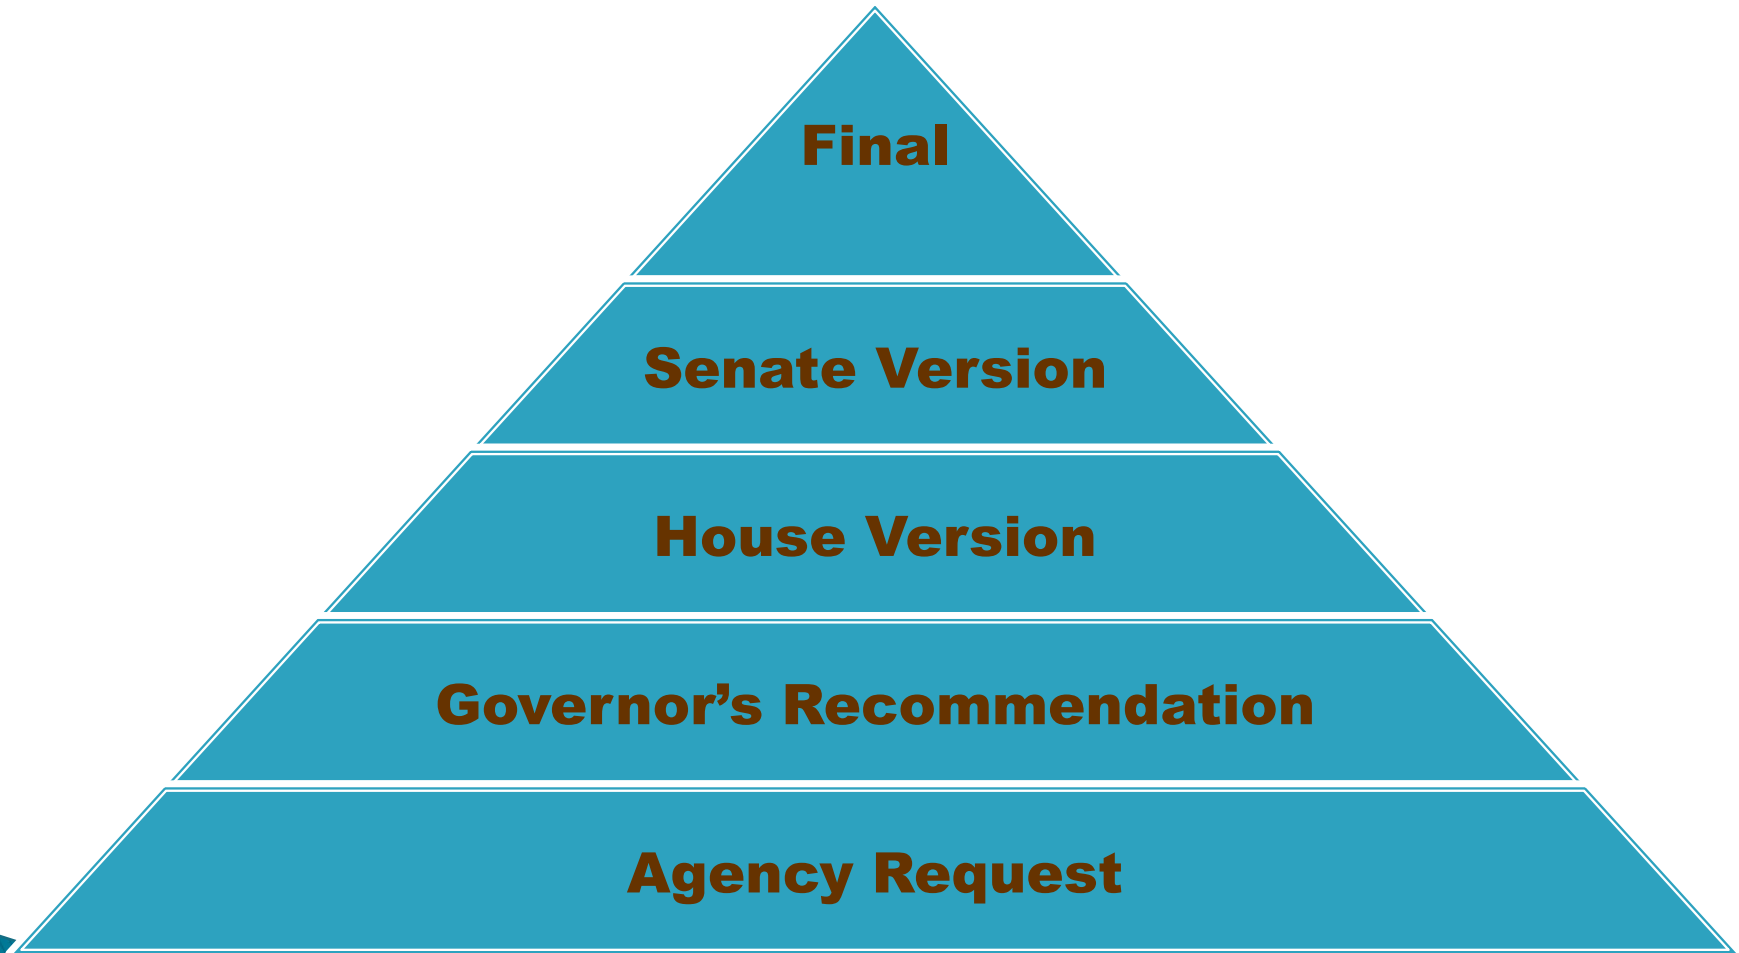 Final
Senate Version
House Version
Governor’s Recommendation
Agency Request